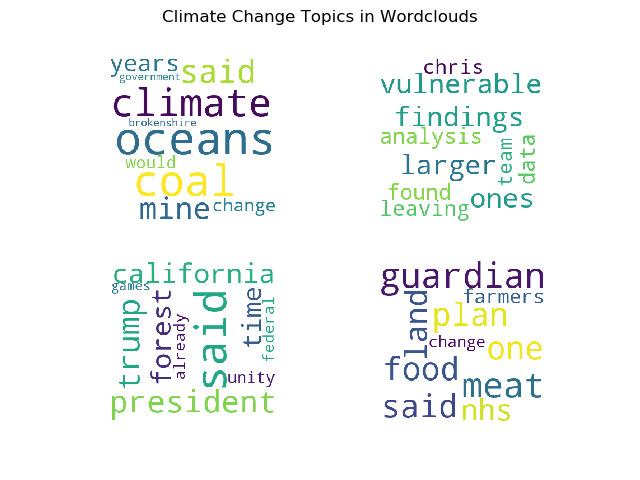 Climate Change Topics in Wordclouds
years
said
government
climate
brokenshire
oceans
would
coal
mine
change
chris
vulnerable
findings
analysis
larger
team
data
found
ones
leaving
california
games
trump
forest
already
said
time
federal
unity
president
guardian
farmers
land
plan
change
one
food
meat
said
nhs